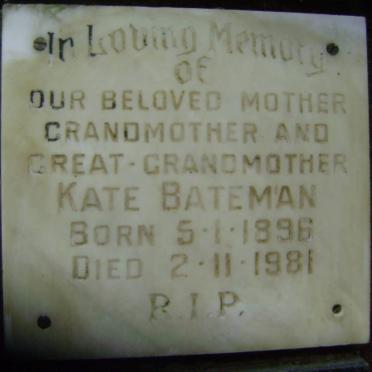 In Loving Memory
OF
OUR BELOVED MOTHER
GRANDMOTHER AND
GREAT-GRANDMOTHER
KATE BATEMAN
BORN 5·1·1896
DIED 2·11·1981
R.I.P.